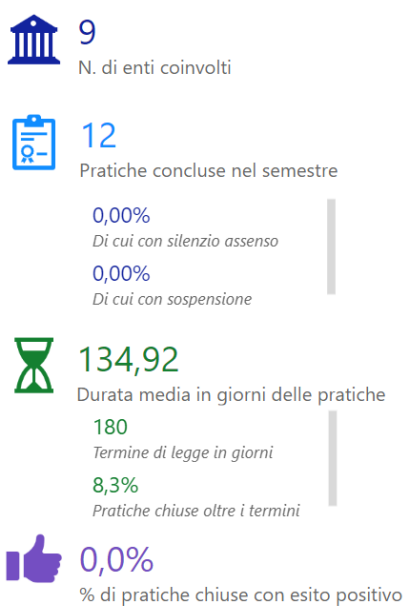 9
N. di enti coinvolti
12
Pratiche concluse nel semestre
0,00%
Di cui con silenzio assenso
0,00%
Di cui con sospensione
134,92
Durata media in giorni delle pratiche
180
Termine di legge in giorni
8,3%
Pratiche chiuse oltre i termini
0,0%
% di pratiche chiuse con esito positivo